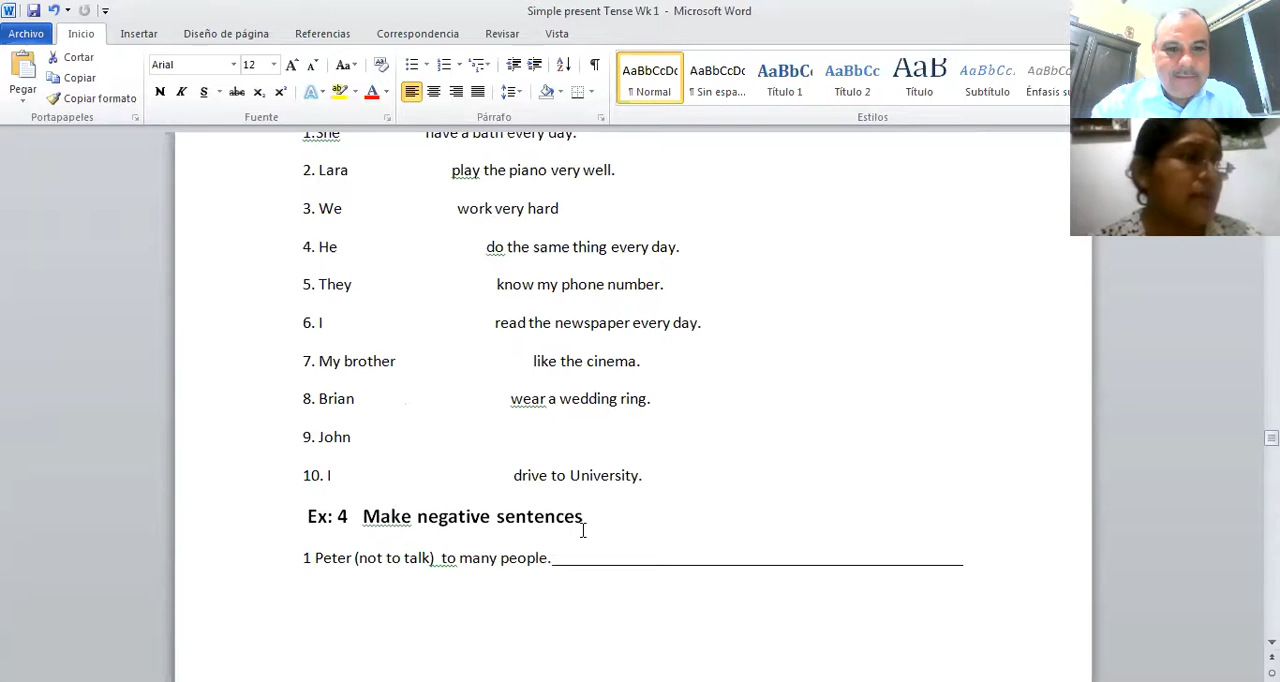 Simple present Tense Wk 1 - Microsoft Word
Archivo Inicio Insertar Diseño de página Referencias Correspondencia Revisar Vista
Pegar
Cortar
Copiar
Copiar formato
Portapapeles
Arial 12 Aa
N K S abc x₂ x² A ab A
Fuente
Párrafo
AaBbCcDc AaBbCcDc AaBbC AaBbCc AaB AaBbCc AaBbCc
¶ Normal ¶ Sin espa... Título 1 Título 2 Título Subtítulo Énfasis
Estilos
1.She have a bath every day.
2. Lara play the piano very well.
3. We work very hard
4. He do the same thing every day.
5. They know my phone number.
6. I read the newspaper every day.
7. My brother like the cinema.
8. Brian wear a wedding ring.
9. John
10. I drive to University.
Ex: 4 Make negative sentences
1 Peter (not to talk) to many people.